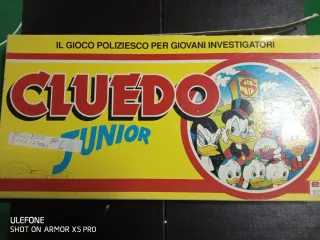 IL GIOCO POLIZIESCO PER GIOVANI INVESTIGATORI
CLUEDO
JUNIOR
ULEFONE
SHOT ON ARMOR X5 PRO